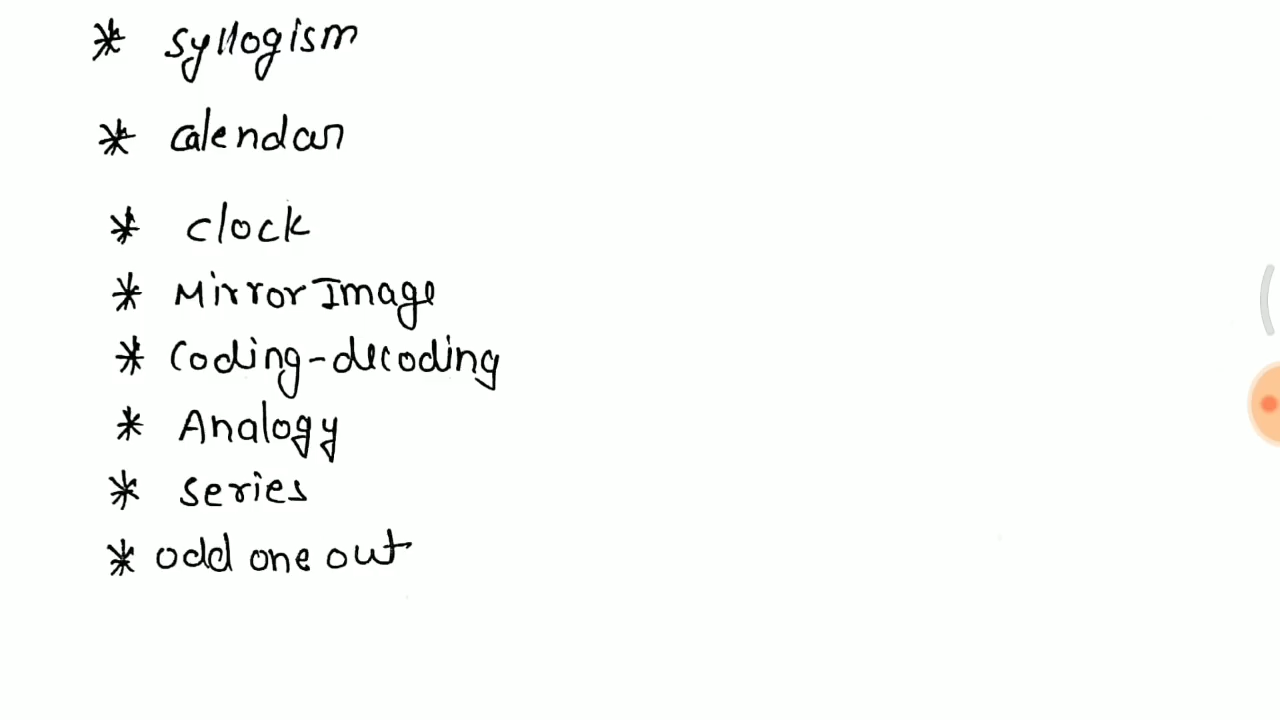 * syllogism
* calendar
* clock
* Mirror Image
* coding-decoding
* Analogy
* series
* odd one out